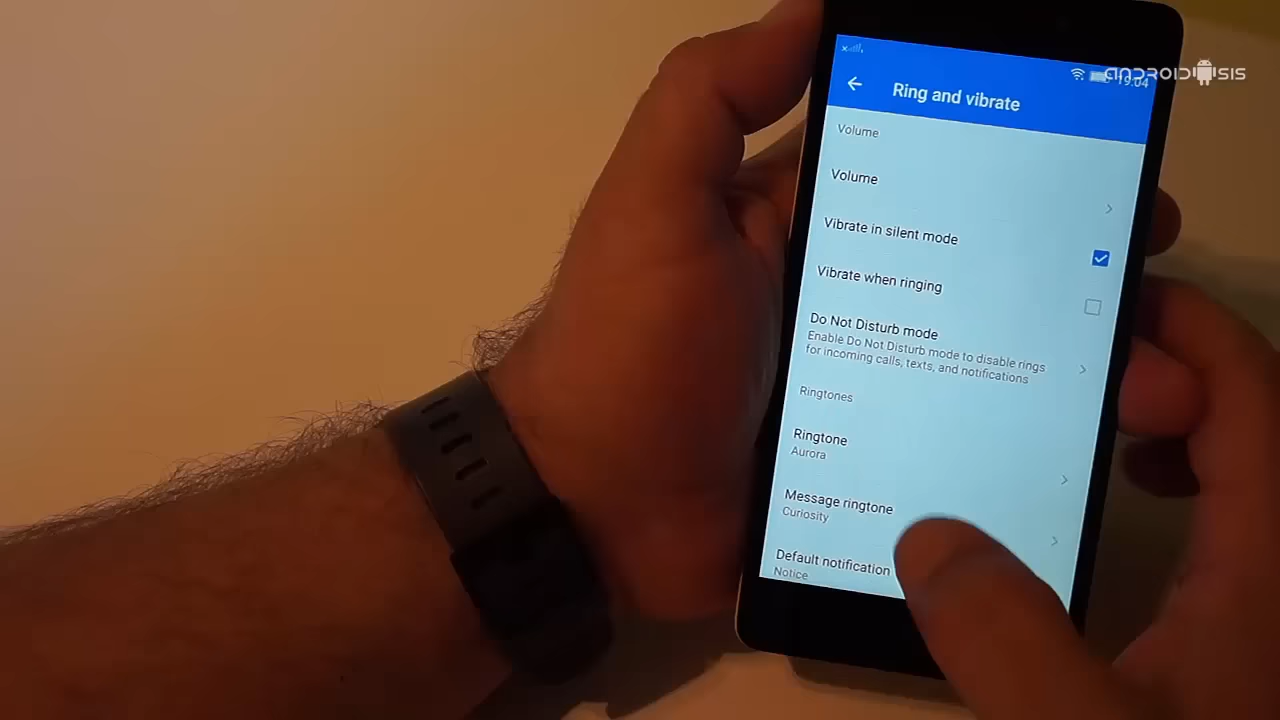 ANDROIDSIS
19:04
Ring and vibrate
Volume
Volume
Vibrate in silent mode
Vibrate when ringing
Do Not Disturb mode
Enable Do Not Disturb mode to disable rings
for incoming calls, texts, and notifications
Ringtones
Ringtone
Aurora
Message ringtone
Curiosity
Default notification
Notice